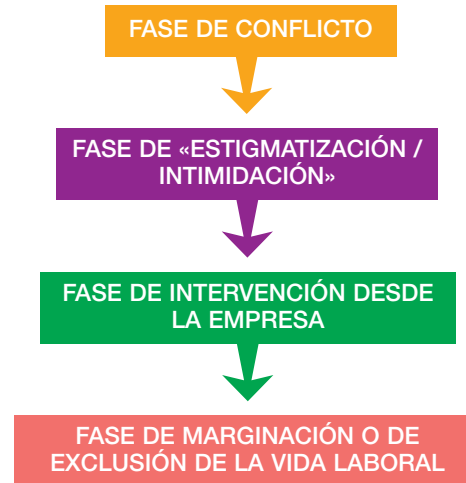 FASE DE CONFLICTO
FASE DE «ESTIGMATIZACIÓN /
INTIMIDACIÓN»
FASE DE INTERVENCIÓN DESDE
LA EMPRESA
FASE DE MARGINACIÓN O DE
EXCLUSIÓN DE LA VIDA LABORAL